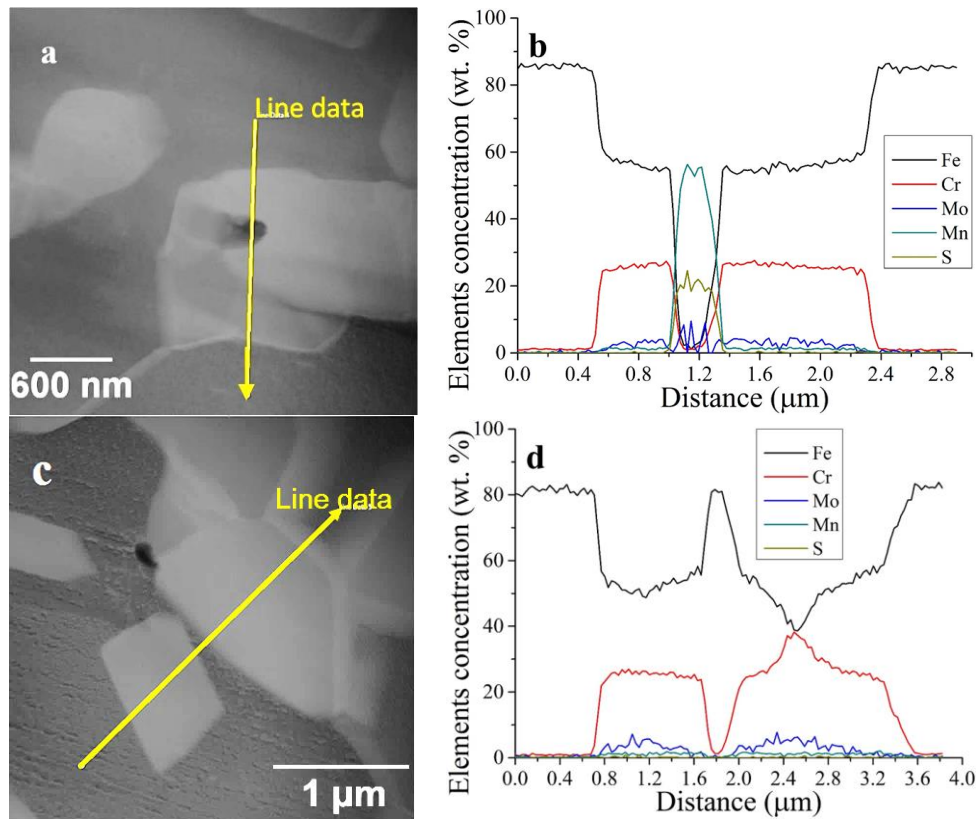 a
Line data
600 nm
b
Elements concentration (wt. %)
100
80
60
40
20
0
0.0 0.4 0.8 1.2 1.6 2.0 2.4 2.8
Distance (μm)
Fe
Cr
Mo
Mn
S
c
Line data
1 μm
d
Elements concentration (wt. %)
100
80
60
40
20
0
0.0 0.4 0.8 1.2 1.6 2.0 2.4 2.8 3.2 3.6 4.0
Distance (μm)
Fe
Cr
Mo
Mn
S